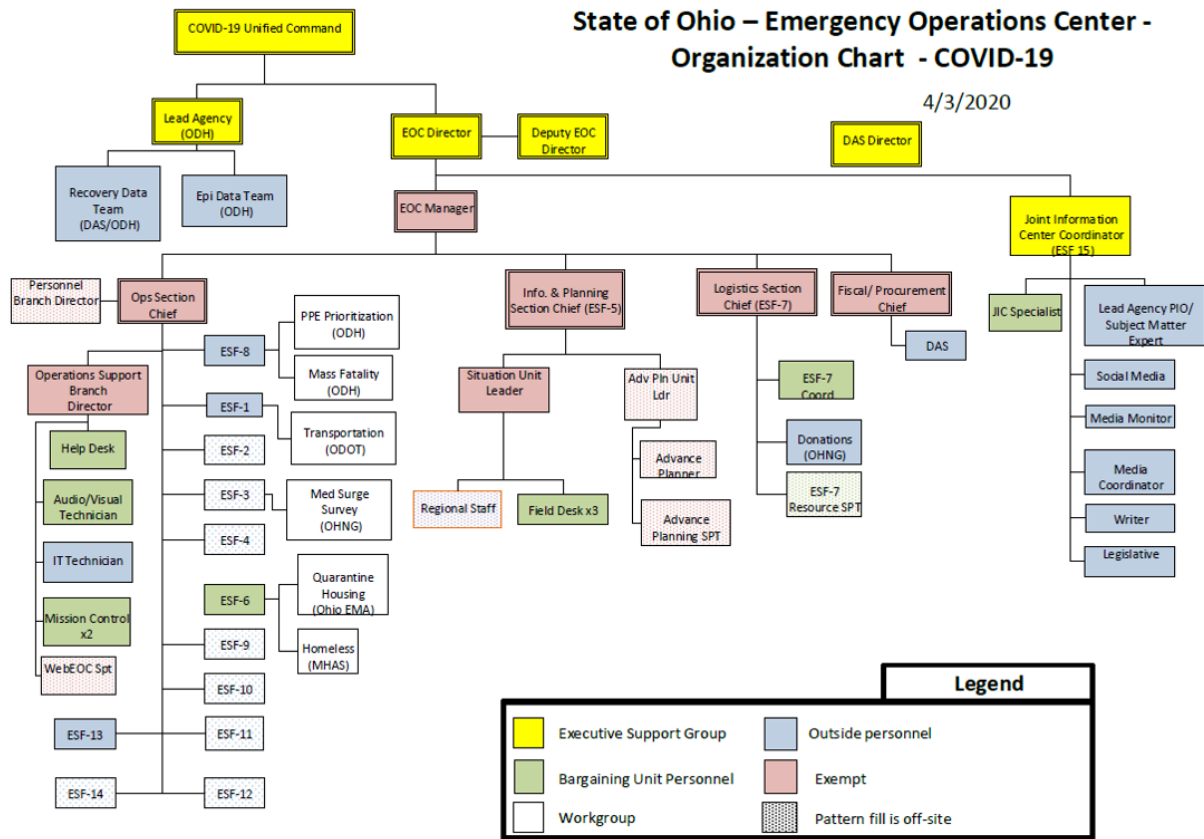 State of Ohio – Emergency Operations Center -
Organization Chart - COVID-19
4/3/2020
COVID-19 Unified Command
Lead Agency
(ODH)
EOC Director
Deputy EOC
Director
DAS Director
Recovery Data
Team
(DAS/ODH)
Epi Data Team
(ODH)
EOC Manager
Joint Information
Center Coordinator
(ESF 15)
Personnel
Branch Director
Ops Section
Chief
Info. & Planning
Section Chief (ESF-5)
Logistics Section
Chief (ESF-7)
Fiscal/ Procurement
Chief
JIC Specialist
Lead Agency PIO/
Subject Matter
Expert
Operations Support
Branch
Director
ESF-8
PPE Prioritization
(ODH)
Mass Fatality
(ODH)
Situation Unit
Leader
Adv Pln Unit
Ldr
ESF-7
Coord
DAS
Social Media
ESF-1
Transportation
(ODOT)
Media Monitor
Help Desk
ESF-2
Advance
Planner
Donations
(OHNG)
Media
Coordinator
Audio/Visual
Technician
ESF-3
Med Surge
Survey
(OHNG)
Regional Staff
Field Desk x3
Advance
Planning SPT
ESF-7
Resource SPT
Writer
IT Technician
ESF-4
Legislative
Mission Control
x2
ESF-6
Quarantine
Housing
(Ohio EMA)
WebEOC Spt
ESF-9
Homeless
(MHAS)
ESF-10
ESF-13
ESF-11
ESF-14
ESF-12
Legend
Executive Support Group
Outside personnel
Bargaining Unit Personnel
Exempt
Workgroup
Pattern fill is off-site